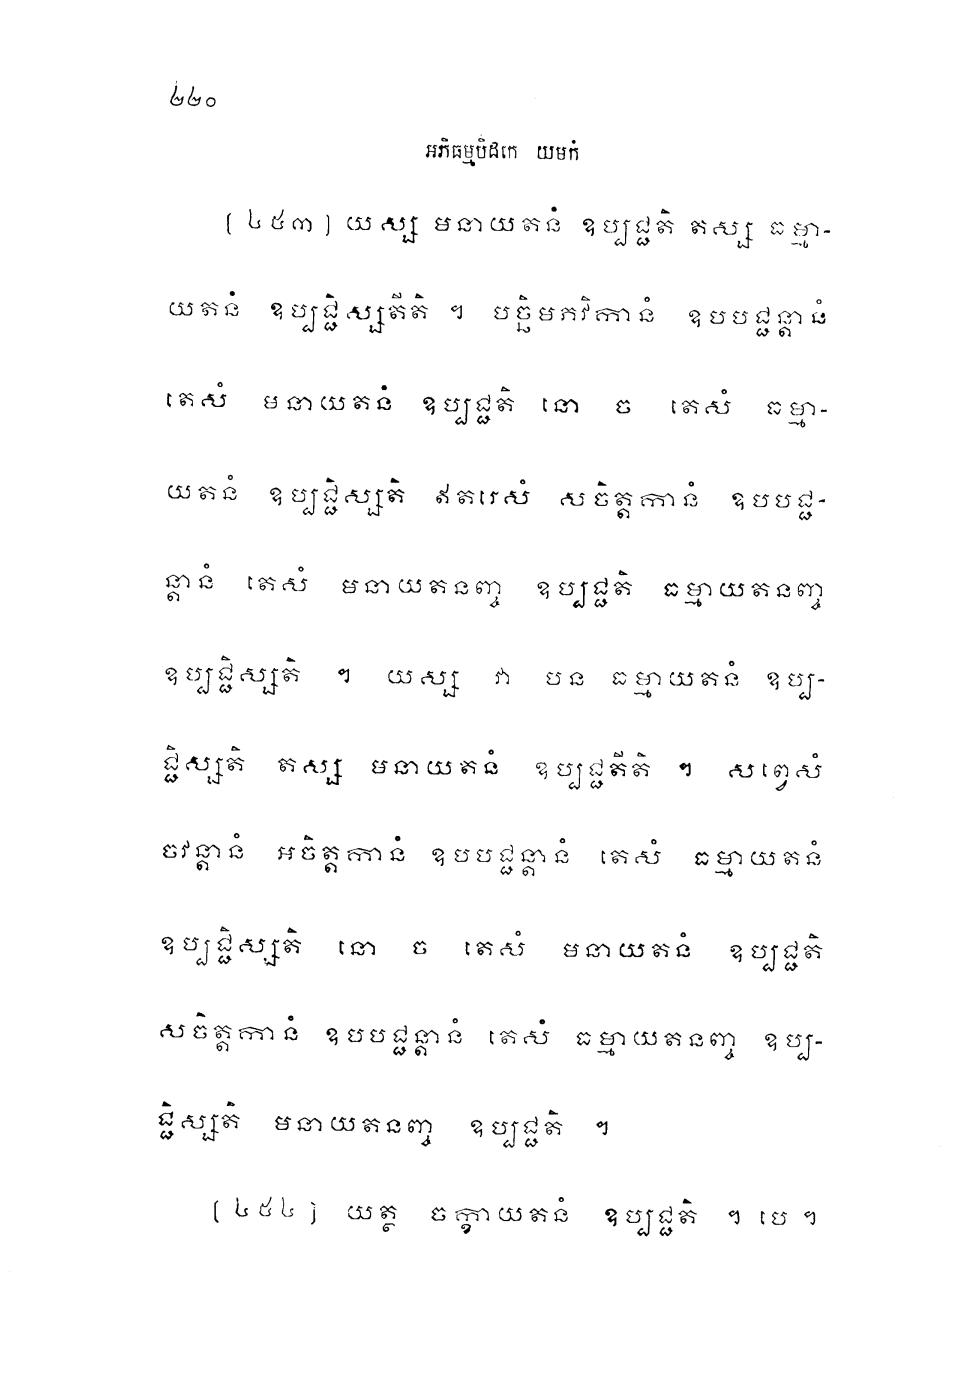 ២២០
អភិធម្មបិដកេ យមកំ
[ ៤៥៣ ] យស្ស មនាយតនំ ឧប្បជ្ជតិ តស្ស ធម្មា-
យតនំ ឧប្បជ្ជិស្សតីតិ ។ បច្ឆិមភវិកានំ ឧបបជ្ជន្តានំ
តេសំ មនាយតនំ ឧប្បជ្ជតិ នោ ច តេសំ ធម្មា-
យតនំ ឧប្បជ្ជិស្សតិ ឥតរេសំ សចិត្តកានំ ឧបបជ្ជ-
ន្តានំ តេសំ មនាយតនញ្ច ឧប្បជ្ជតិ ធម្មាយតនញ្ច
ឧប្បជ្ជិស្សតិ ។ យស្ស វា បន ធម្មាយតនំ ឧប្ប-
ជ្ជិស្សតិ តស្ស មនាយតនំ ឧប្បជ្ជតីតិ ។ សព្វេសំ
ចវន្តានំ អចិត្តកានំ ឧបបជ្ជន្តានំ តេសំ ធម្មាយតនំ
ឧប្បជ្ជិស្សតិ នោ ច តេសំ មនាយតនំ ឧប្បជ្ជតិ
សចិត្តកានំ ឧបបជ្ជន្តានំ តេសំ ធម្មាយតនញ្ច ឧប្ប-
ជ្ជិស្សតិ មនាយតនញ្ច ឧប្បជ្ជតិ ។
[ ៤៥៤ ] យត្ថ ចក្ខាយតនំ ឧប្បជ្ជតិ ។ បេ ។